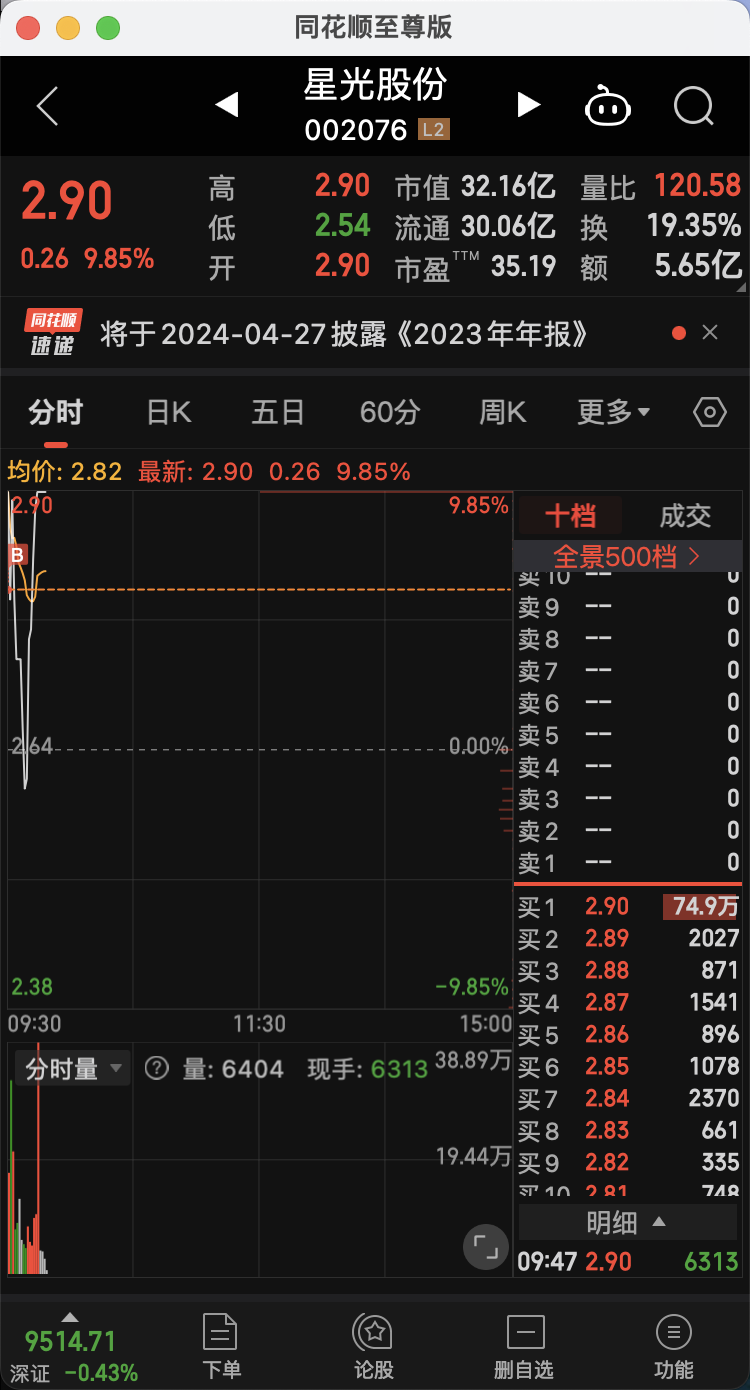 同花顺至尊版
星光股份
002076 L2
2.90 高 2.90 市值 32.16亿 量比 120.58
低 2.54 流通 30.06亿 换 19.35%
0.26 9.85% 开 2.90 市盈TTM 35.19 额 5.65亿
同花顺
速递
将于2024-04-27披露《2023年年报》
分时 日K 五日 60分 周K 更多
均价: 2.82 最新: 2.90 0.26 9.85%
2.90 9.85%
B
2.64 0.00%
2.38 -9.85%
09:30 11:30 15:00
分时量 ? 量: 6404 现手: 6313 38.89万
19.44万
十档 成交
全景500档 >
卖10 -- 0
卖9 -- 0
卖8 -- 0
卖7 -- 0
卖6 -- 0
卖5 -- 0
卖4 -- 0
卖3 -- 0
卖2 -- 0
卖1 -- 0
买1 2.90 74.9万
买2 2.89 2027
买3 2.88 871
买4 2.87 1541
买5 2.86 896
买6 2.85 1078
买7 2.84 2370
买8 2.83 661
买9 2.82 335
买10 2.81 748
明细
09:47 2.90 6313
9514.71
深证 -0.43%
下单 论股 删自选 功能